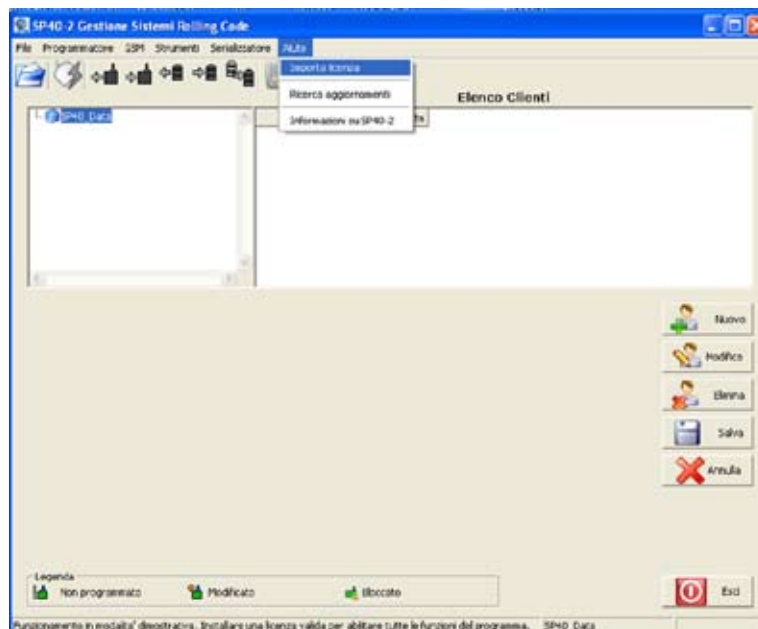 SP40-2 Gestione Sistemi Rolling Code
File Programmatore GSM Strumenti Serializzatore Aiuto
Importa licenza
Ricerca aggiornamenti
Informazioni su SP40-2
Elenco Clienti
SP40_Data
Nuovo
Modifica
Elimina
Salva
Annulla
Legenda
Non programmato Modificato Bloccato
Esci
Funzionamento in modalita' dimostrativa. Installare una licenza valida per abilitare tutte le funzioni del programma. SP40_Data